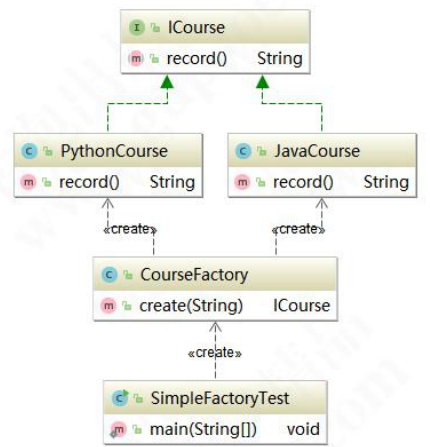 I ICourse
m record() String
C PythonCourse
m record() String
C JavaCourse
m record() String
«create»
«create»
C CourseFactory
m create(String) ICourse
«create»
C SimpleFactoryTest
m main(String[]) void